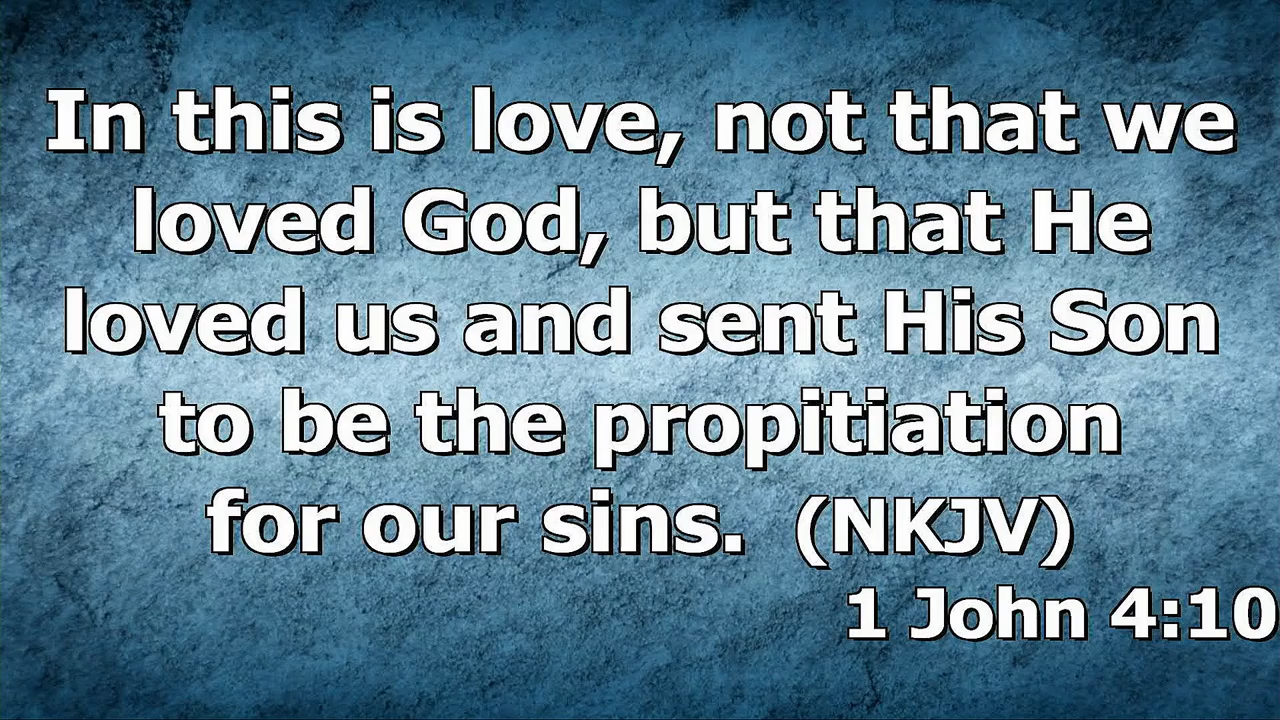 In this is love, not that we
loved God, but that He
loved us and sent His Son
to be the propitiation
for our sins. (NKJV)
1 John 4:10